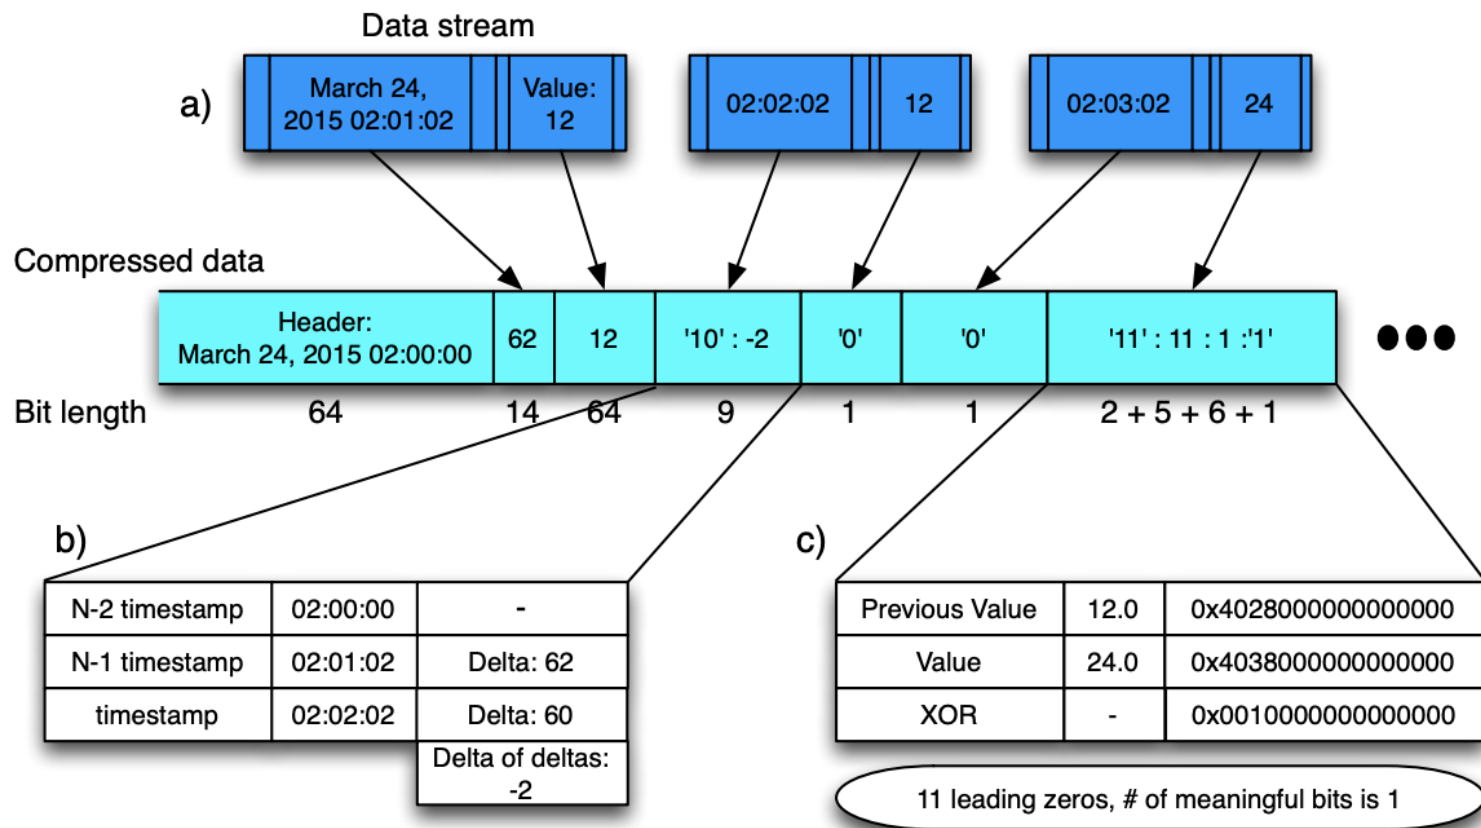 Data stream
a)
March 24,
2015 02:01:02
Value:
12
02:02:02
12
02:03:02
24
Compressed data
Header:
March 24, 2015 02:00:00
62
12
'10' : -2
'0'
'0'
'11' : 11 : 1 :'1'
Bit length
64
14
64
9
1
1
2 + 5 + 6 + 1
b)
N-2 timestamp 02:00:00 -
N-1 timestamp 02:01:02 Delta: 62
timestamp 02:02:02 Delta: 60
Delta of deltas:
-2
c)
Previous Value 12.0 0x4028000000000000
Value 24.0 0x4038000000000000
XOR - 0x0010000000000000
11 leading zeros, # of meaningful bits is 1